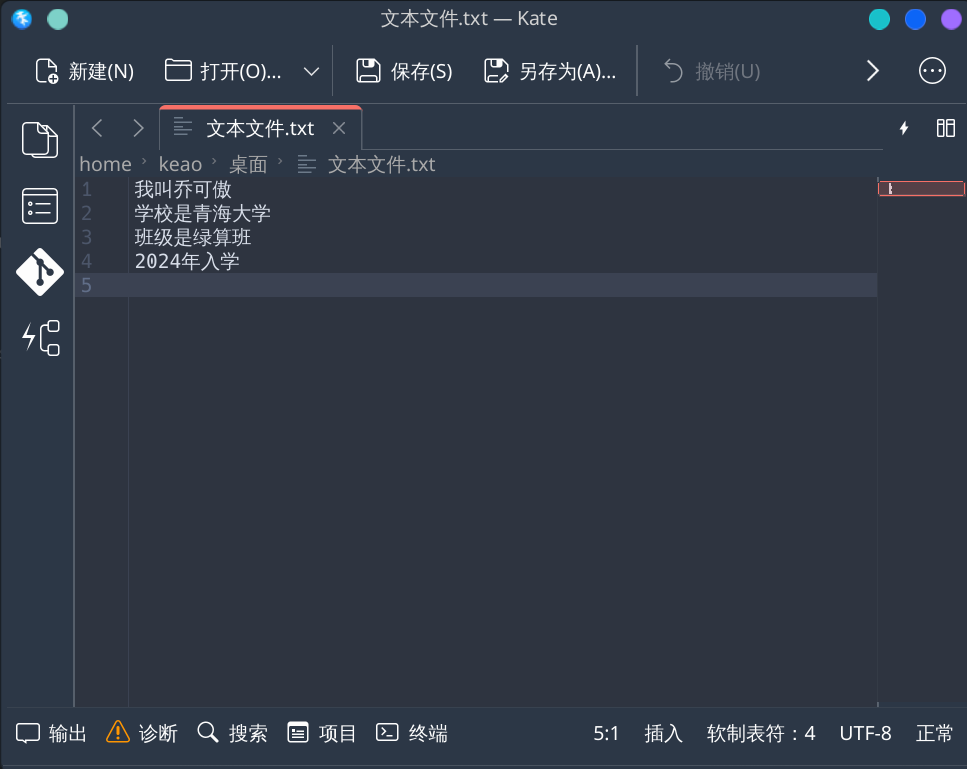 文本文件.txt — Kate
新建(N) 打开(O)... 保存(S) 另存为(A)... 撤销(U)
文本文件.txt
home › keao › 桌面 › 文本文件.txt
1 我叫乔可傲
2 学校是青海大学
3 班级是绿算班
4 2024年入学
5
输出 诊断 搜索 项目 终端 5:1 插入 软制表符：4 UTF-8 正常